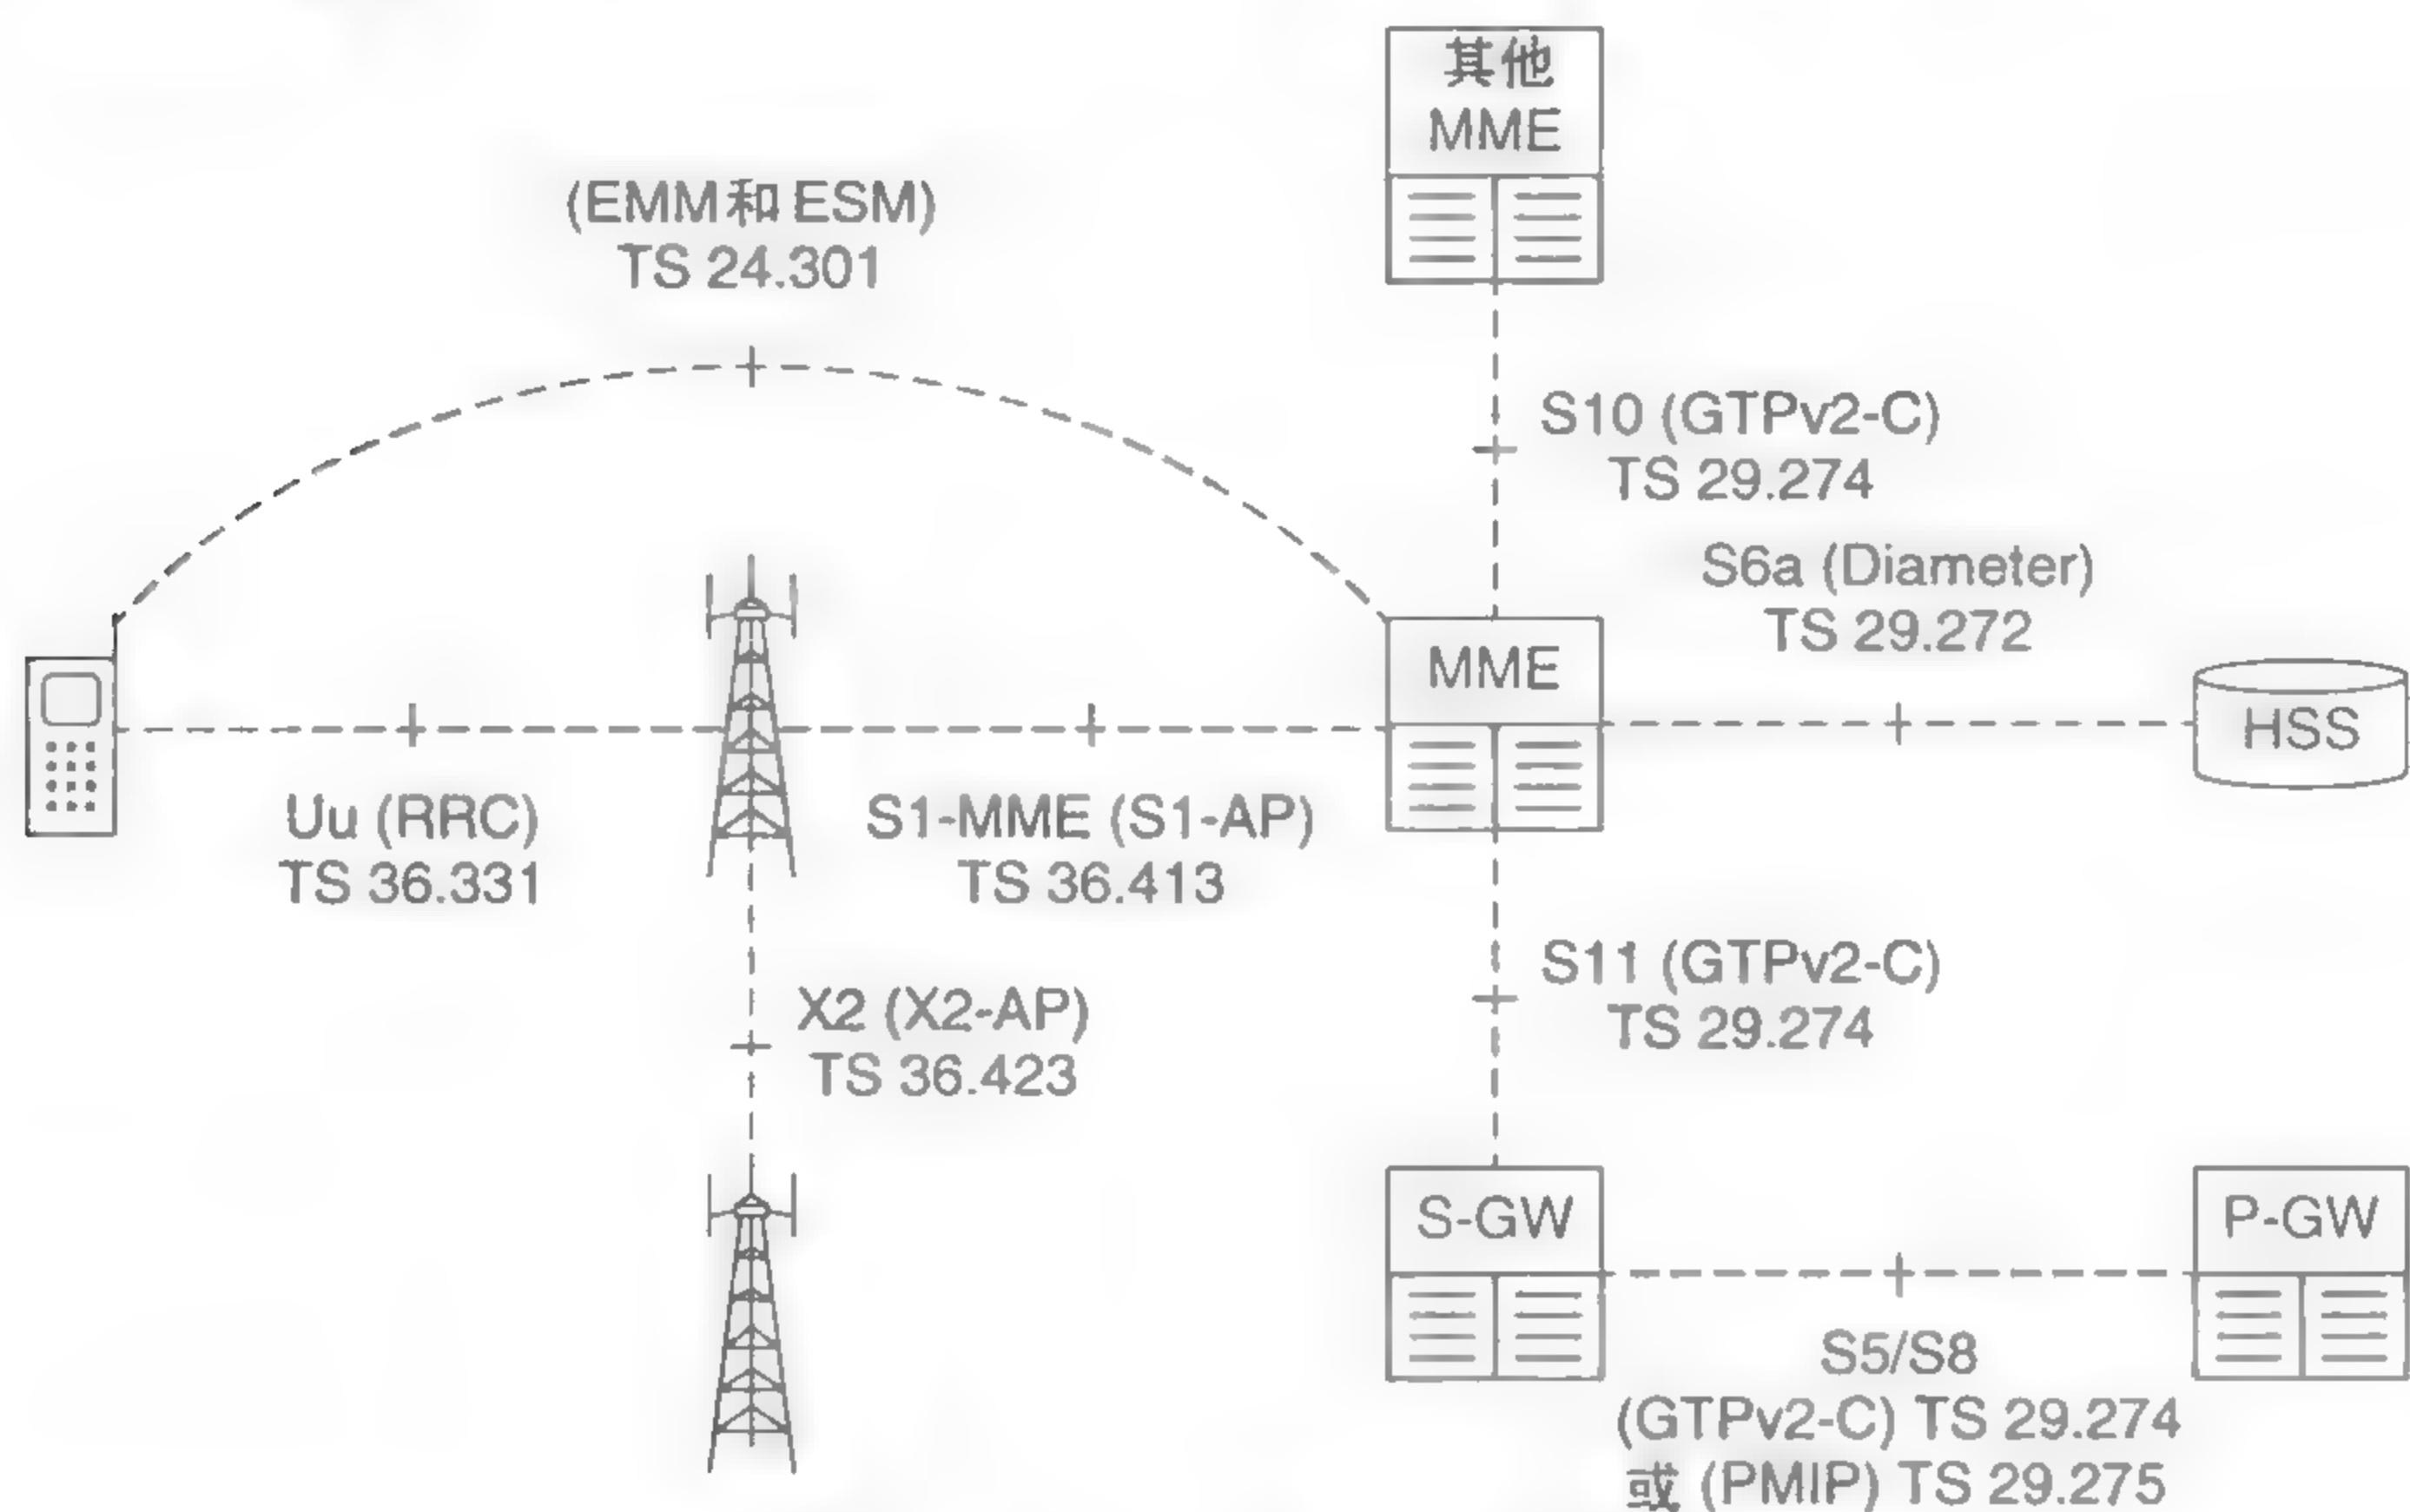 其他
MME
(EMM和 ESM)
TS 24.301
S10 (GTPv2-C)
TS 29.274
S6a (Diameter)
TS 29.272
MME
HSS
Uu (RRC)
TS 36.331
S1-MME (S1-AP)
TS 36.413
S11 (GTPv2-C)
TS 29.274
X2 (X2-AP)
TS 36.423
S-GW
P-GW
S5/S8
(GTPv2-C) TS 29.274
或 (PMIP) TS 29.275